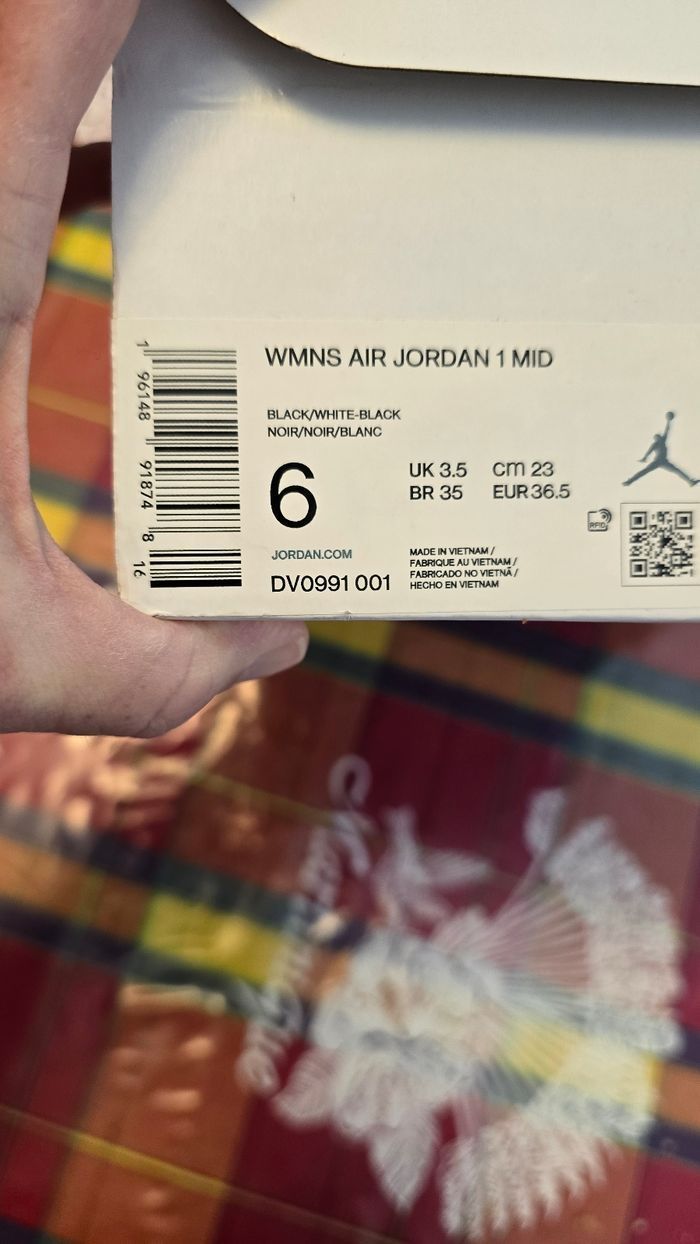 WMNS AIR JORDAN 1 MID
BLACK/WHITE-BLACK
NOIR/NOIR/BLANC
6
UK 3.5 CM 23
BR 35 EUR 36.5
JORDAN.COM
DV0991 001
MADE IN VIETNAM /
FABRIQUE AU VIETNAM /
FABRICADO NO VIETNÃ /
HECHO EN VIETNAM
RFID
1 96148 91874 8 16